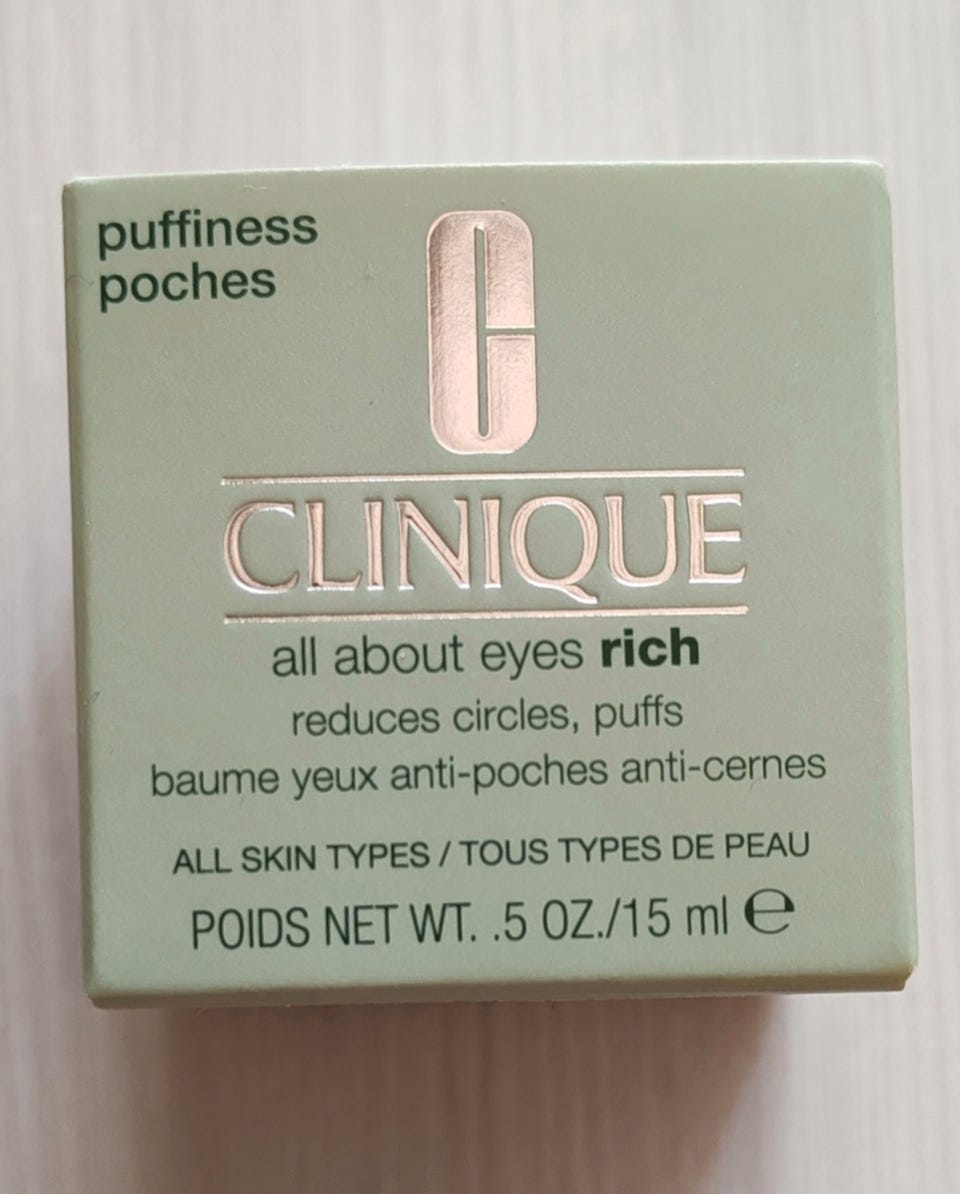 puffiness
poches
C
CLINIQUE
all about eyes rich
reduces circles, puffs
baume yeux anti-poches anti-cernes
ALL SKIN TYPES / TOUS TYPES DE PEAU
POIDS NET WT. .5 OZ./15 ml ℮